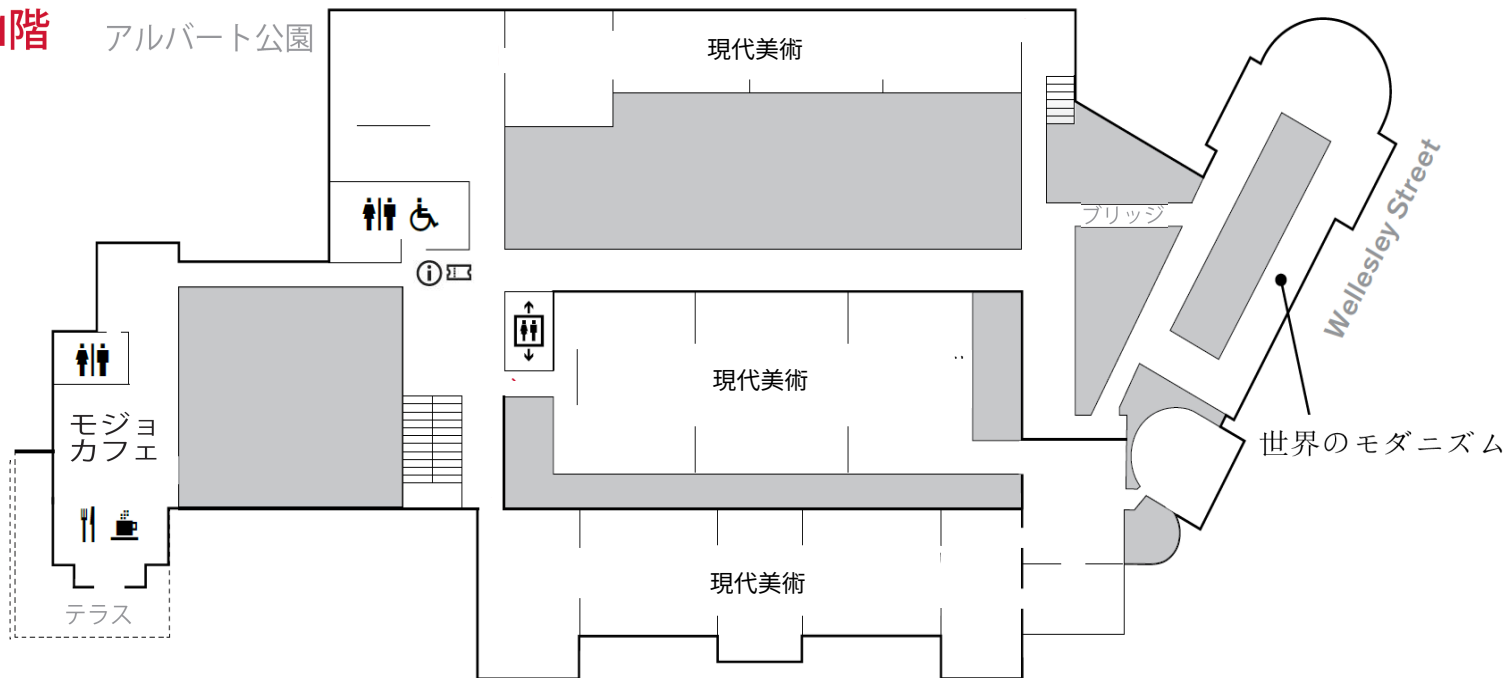 階
アルバート公園
現代美術
ブリッジ
Wellesley Street
現代美術
モジョ
カフェ
世界のモダニズム
現代美術
テラス